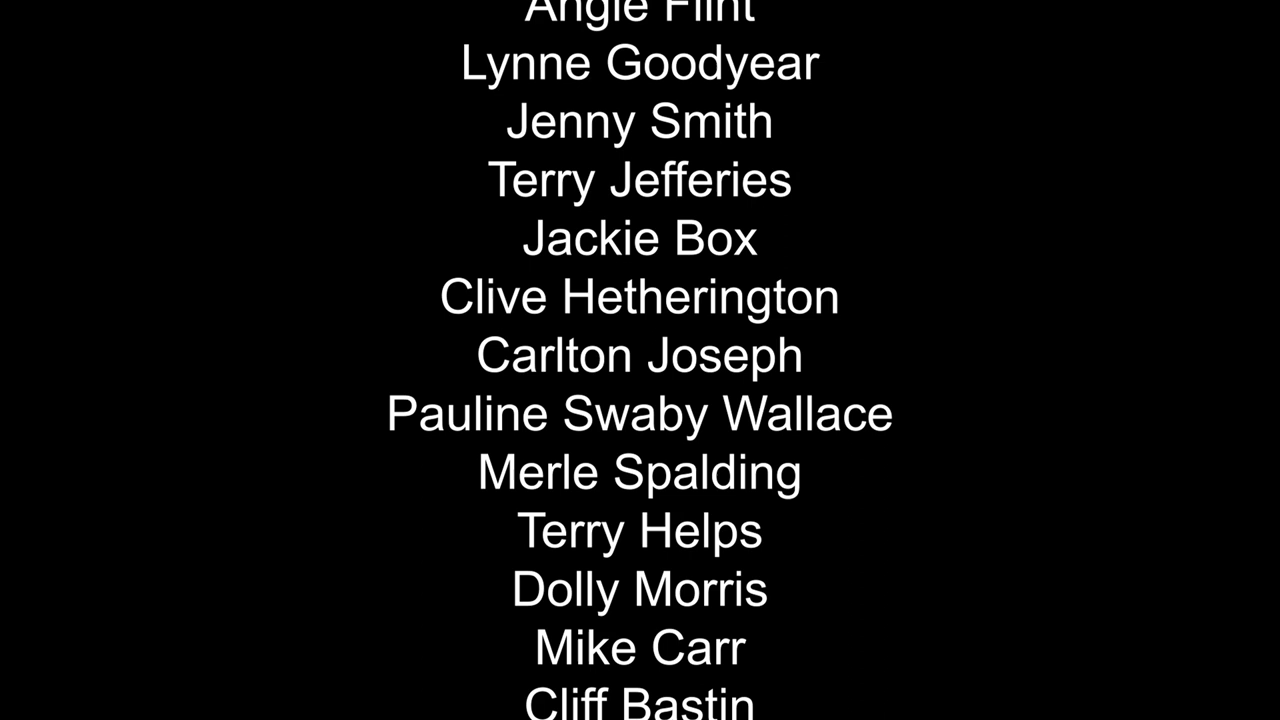 Angie Flint
Lynne Goodyear
Jenny Smith
Terry Jefferies
Jackie Box
Clive Hetherington
Carlton Joseph
Pauline Swaby Wallace
Merle Spalding
Terry Helps
Dolly Morris
Mike Carr
Cliff Bastin